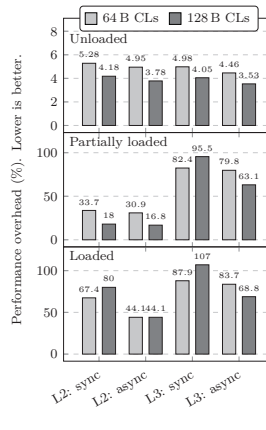 64 B CLs 128 B CLs
Performance overhead (%). Lower is better.
Unloaded
8
6
4
2
0
5.28 4.18 4.95 3.78 4.98 4.05 4.46 3.53
Partially loaded
100
50
0
33.7 18 30.9 16.8 82.4 95.5 79.8 63.1
Loaded
100
50
0
67.4 80 44.1 44.1 87.9 107 83.7 68.8
L2: sync L2: async L3: sync L3: async